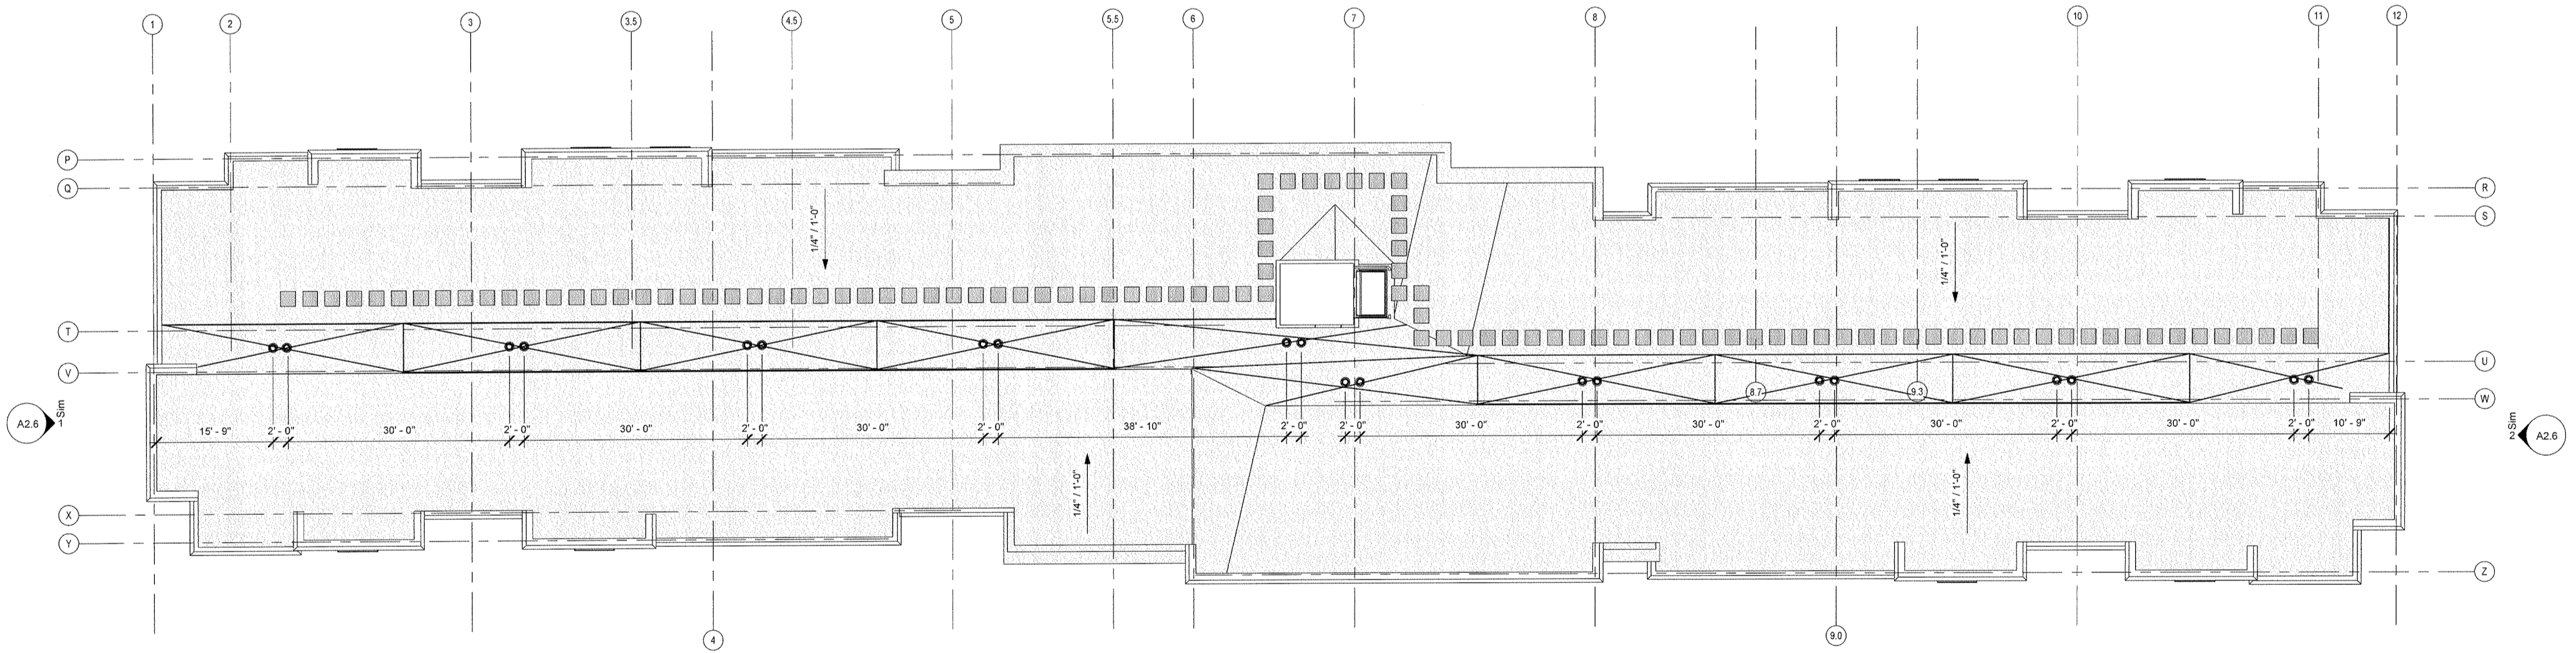 1 2 3 3.5 4.5 5 5.5 6 7 8 10 11 12
P
Q
R
S
1/4" / 1'-0"
1/4" / 1'-0"
T
U
V
W
8.7
9.3
A2.6
Sim
1
Sim
2
A2.6
15' - 9" 2' - 0" 30' - 0" 2' - 0" 30' - 0" 2' - 0" 30' - 0" 2' - 0" 38' - 10" 2' - 0" 2' - 0" 30' - 0" 2' - 0" 30' - 0" 2' - 0" 30' - 0" 2' - 0" 30' - 0" 2' - 0" 10' - 9"
1/4" / 1'-0"
1/4" / 1'-0"
X
Y
Z
4
9.0